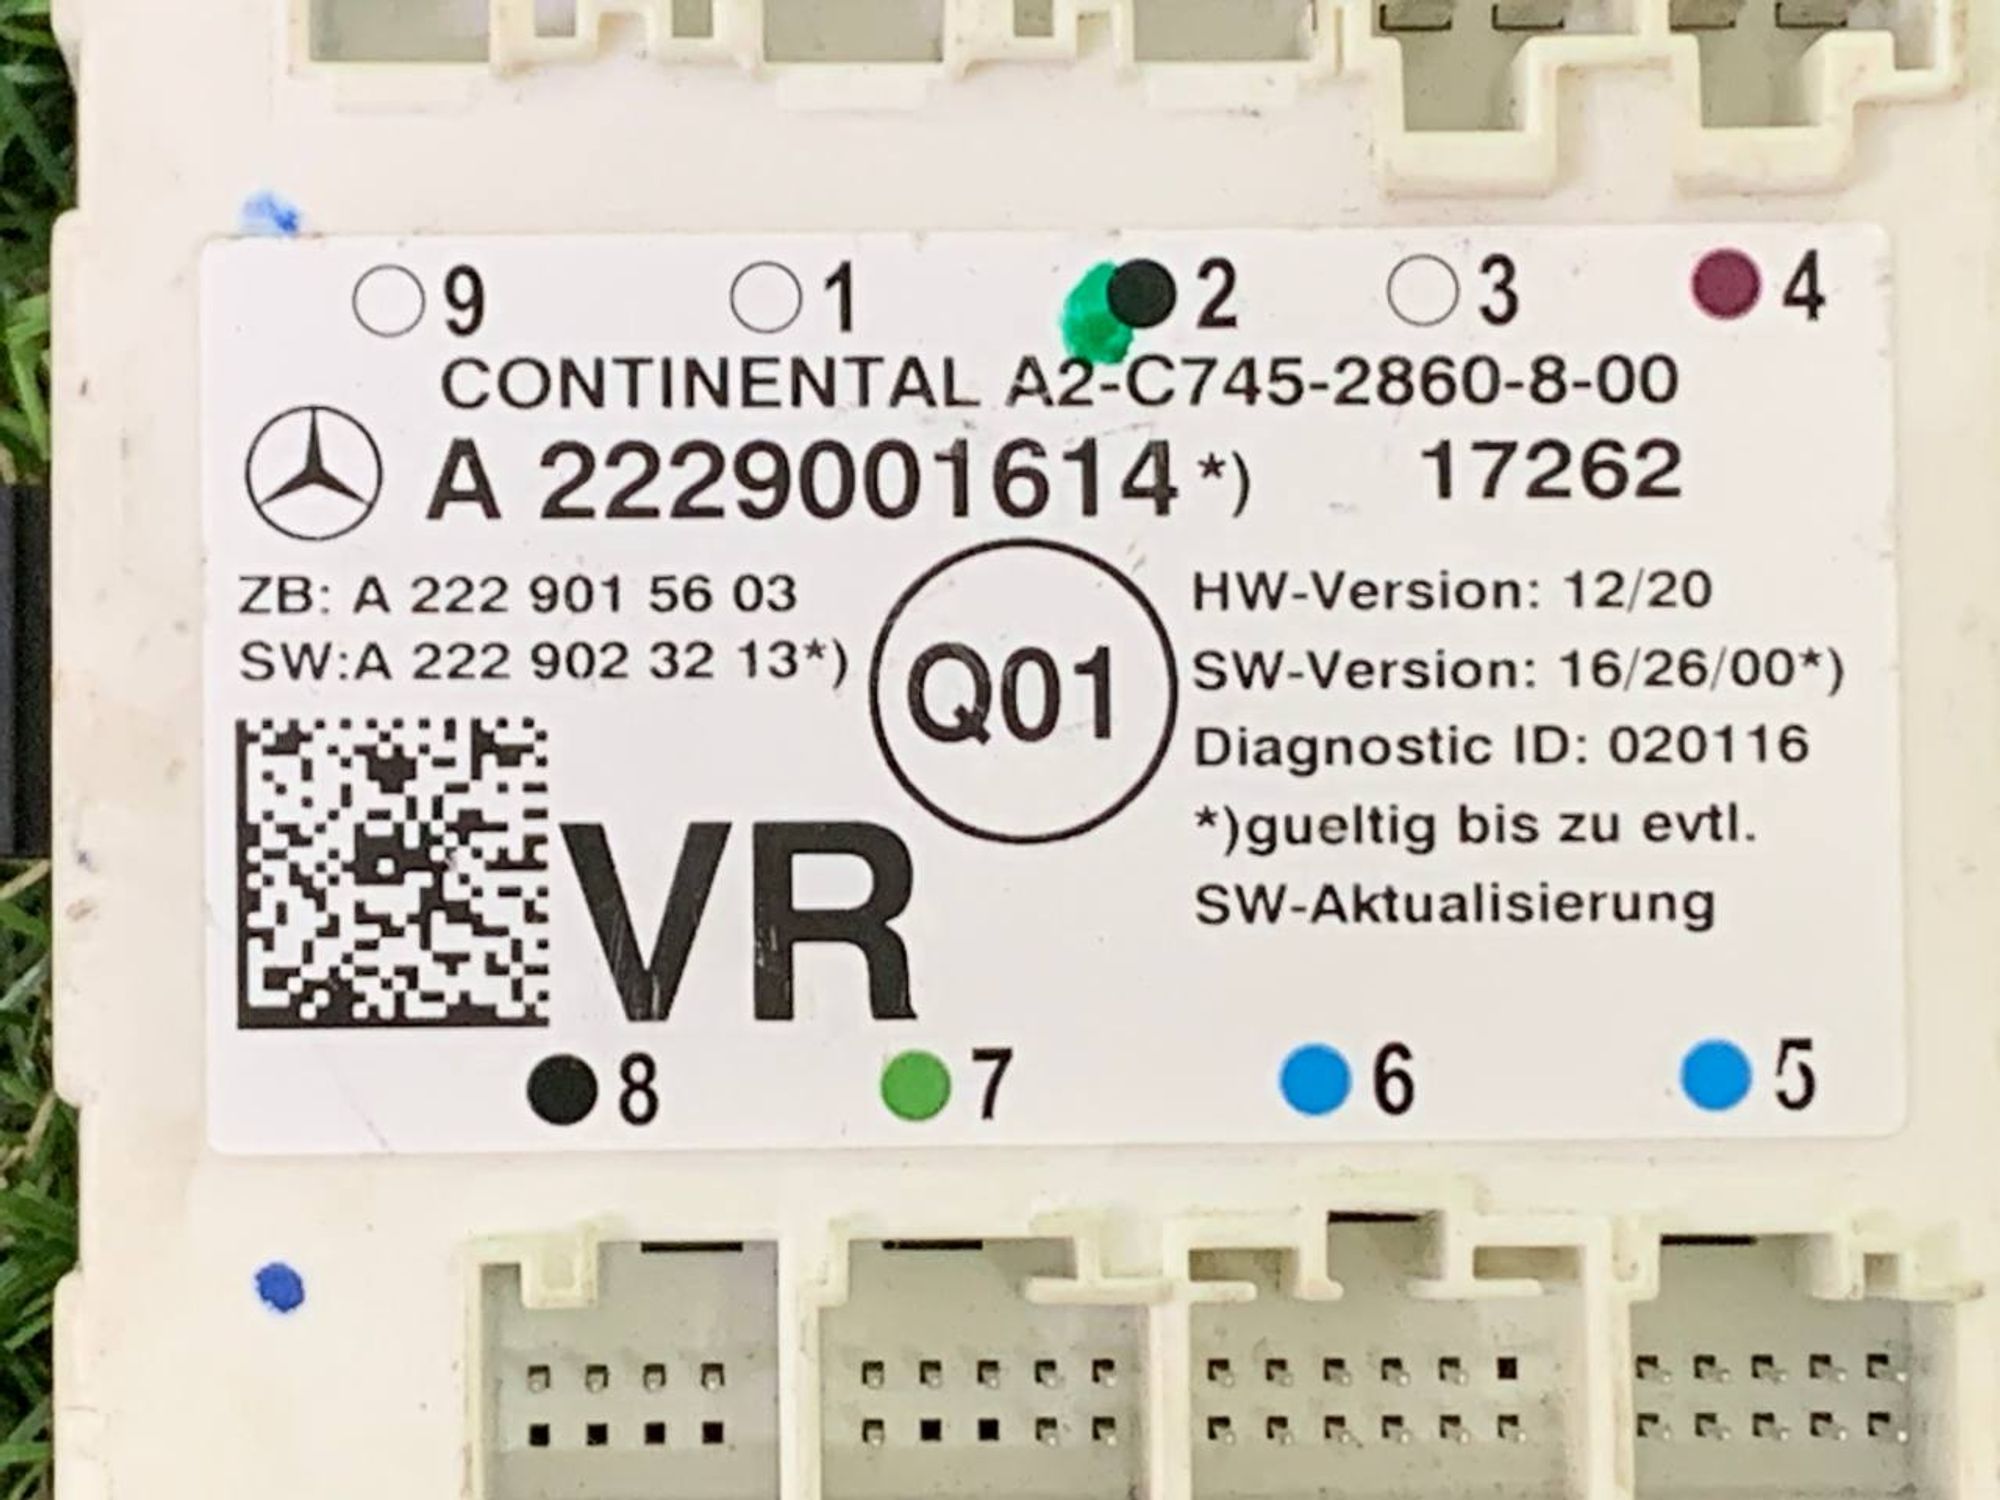 9 1 2 3 4
CONTINENTAL A2-C745-2860-8-00
A 2229001614*) 17262
ZB: A 222 901 56 03
SW:A 222 902 32 13*)
Q01
HW-Version: 12/20
SW-Version: 16/26/00*)
Diagnostic ID: 020116
*)gueltig bis zu evtl.
SW-Aktualisierung
VR
8 7 6 5